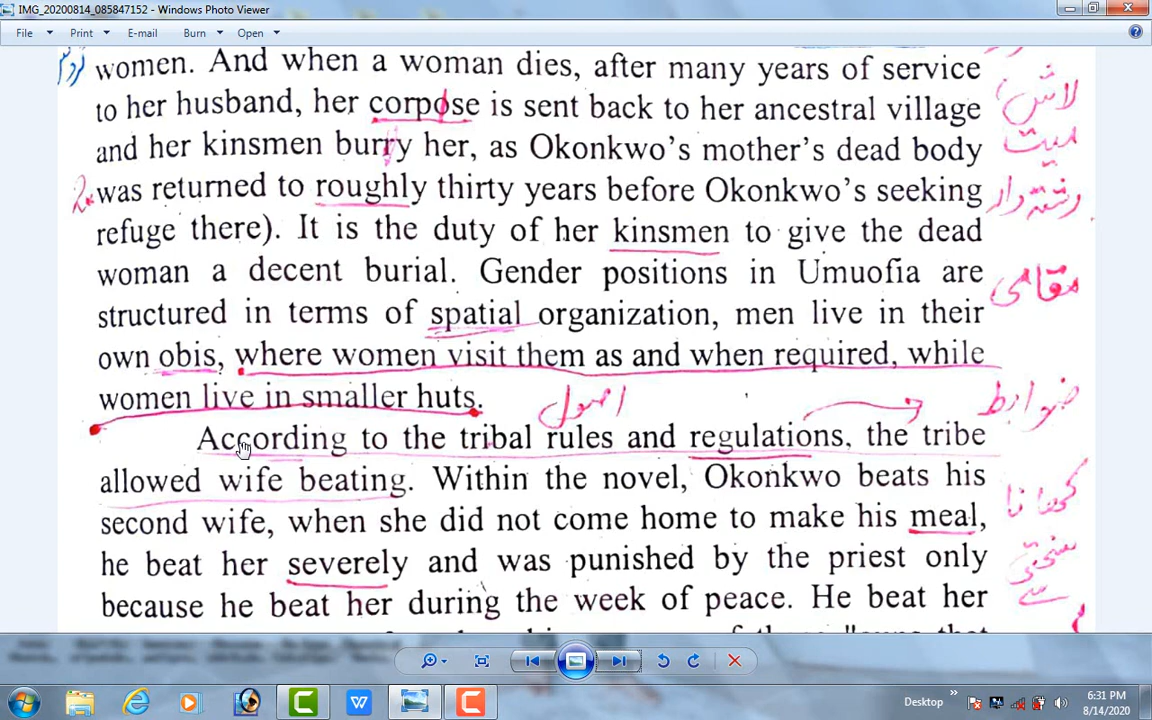 IMG_20200814_085847152 - Windows Photo Viewer
File Print E-mail Burn Open
women. And when a woman dies, after many years of service
to her husband, her corpose is sent back to her ancestral village
لاش
and her kinsmen burry her, as Okonkwo's mother's dead body
میت
2. was returned to roughly thirty years before Okonkwo's seeking
رشتہ دار
refuge there). It is the duty of her kinsmen to give the dead
woman a decent burial. Gender positions in Umuofia are
مقامی
structured in terms of spatial organization, men live in their
own obis, where women visit them as and when required, while
women live in smaller huts.
اصول
ضوابط
According to the tribal rules and regulations, the tribe
allowed wife beating. Within the novel, Okonkwo beats his
کھانا
second wife, when she did not come home to make his meal,
he beat her severely and was punished by the priest only
سختی سے
because he beat her during the week of peace. He beat her
Desktop
6:31 PM
8/14/2020